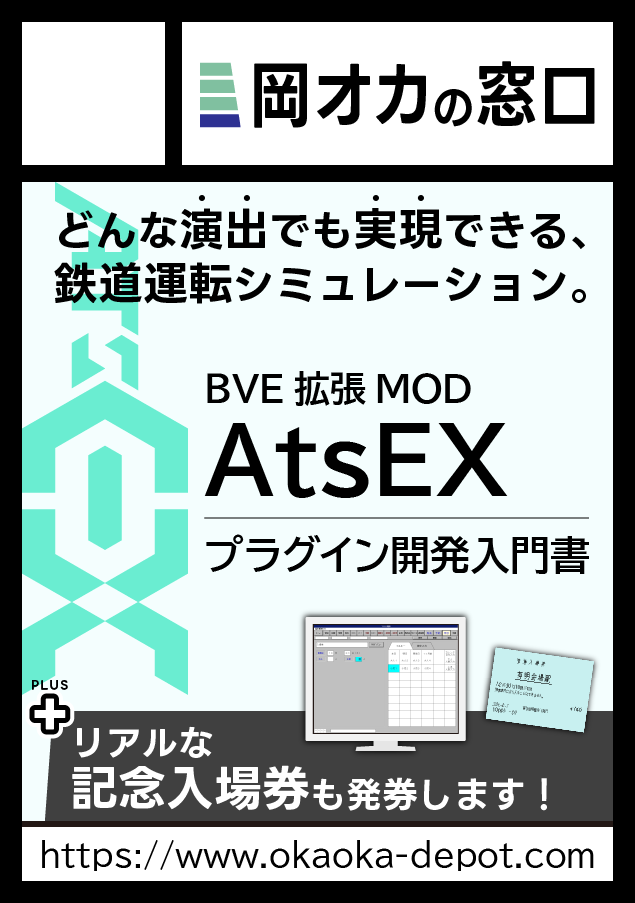 岡オカの窓口
どんな演出でも実現できる、
鉄道運転シミュレーション。
AtsEX
BVE 拡張 MOD
AtsEX
プラグイン開発入門書
PLUS
リアルな
記念入場券も発券します！
https://www.okaoka-depot.com